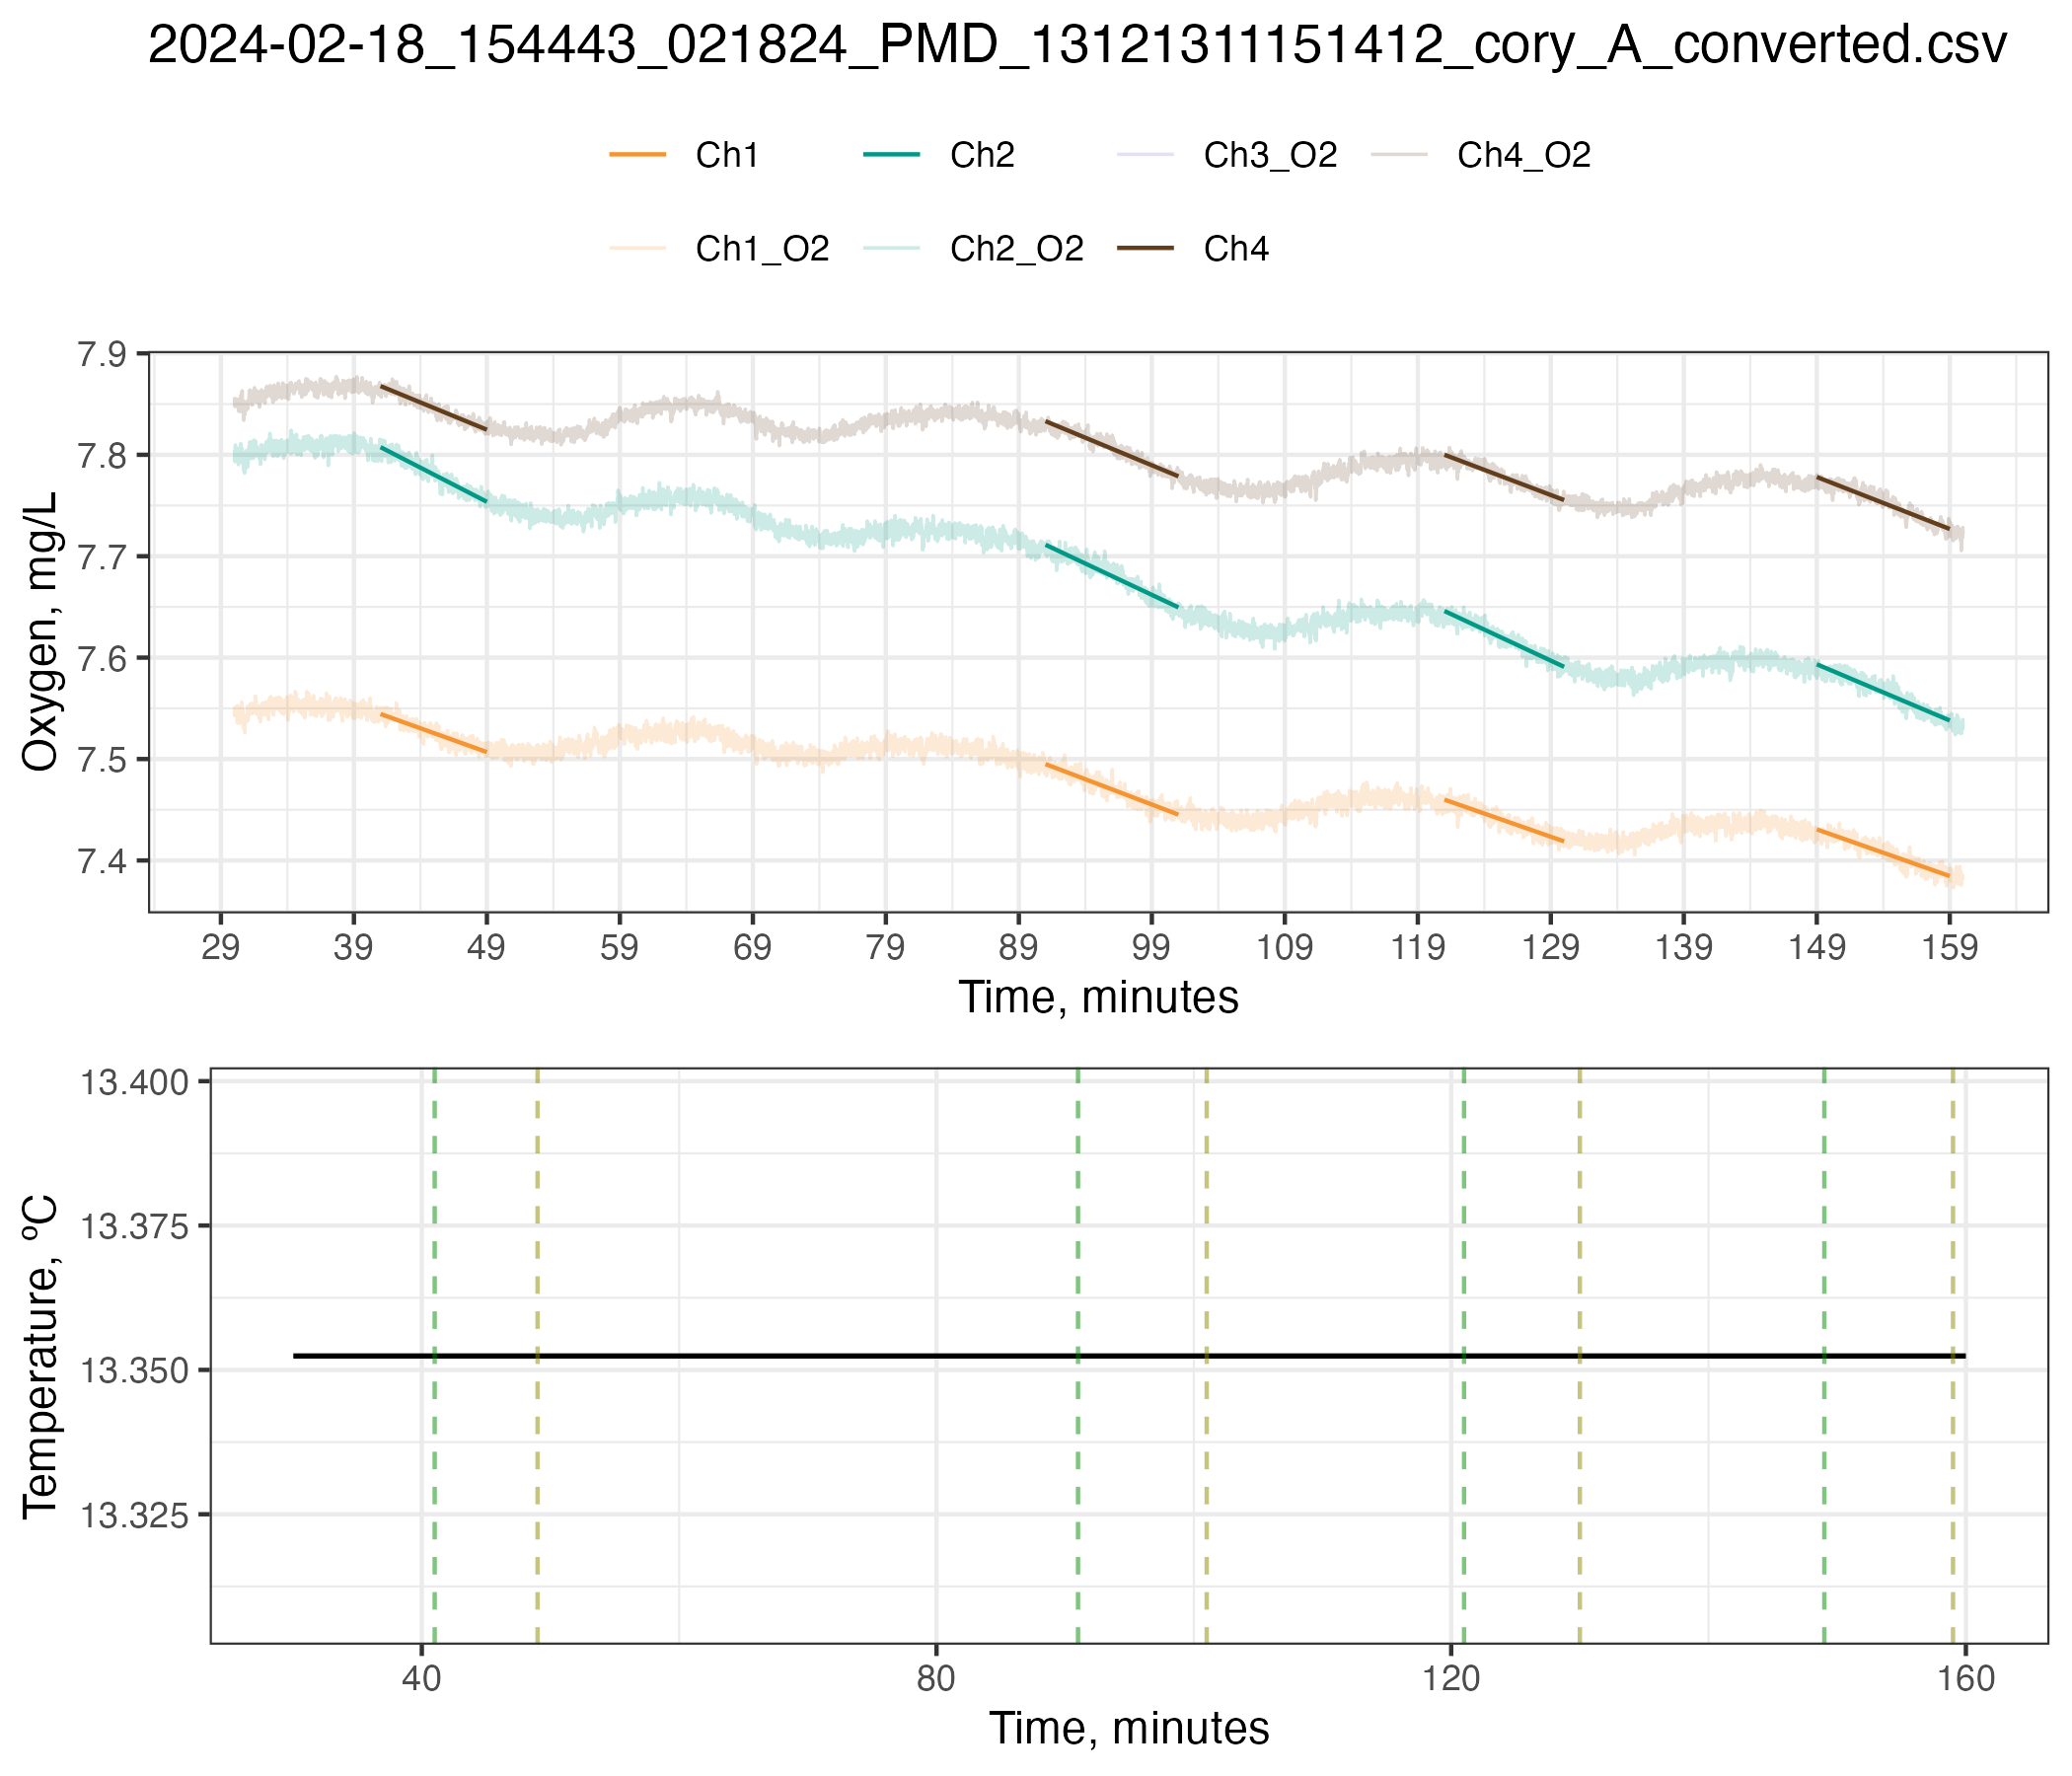 2024-02-18_154443_021824_PMD_13121311151412_cory_A_converted.csv
Ch1 Ch2 Ch3_O2 Ch4_O2
Ch1_O2 Ch2_O2 Ch4
Oxygen, mg/L
7.9
7.8
7.7
7.6
7.5
7.4
29 39 49 59 69 79 89 99 109 119 129 139 149 159
Time, minutes
Temperature, ºC
13.400
13.375
13.350
13.325
40 80 120 160
Time, minutes